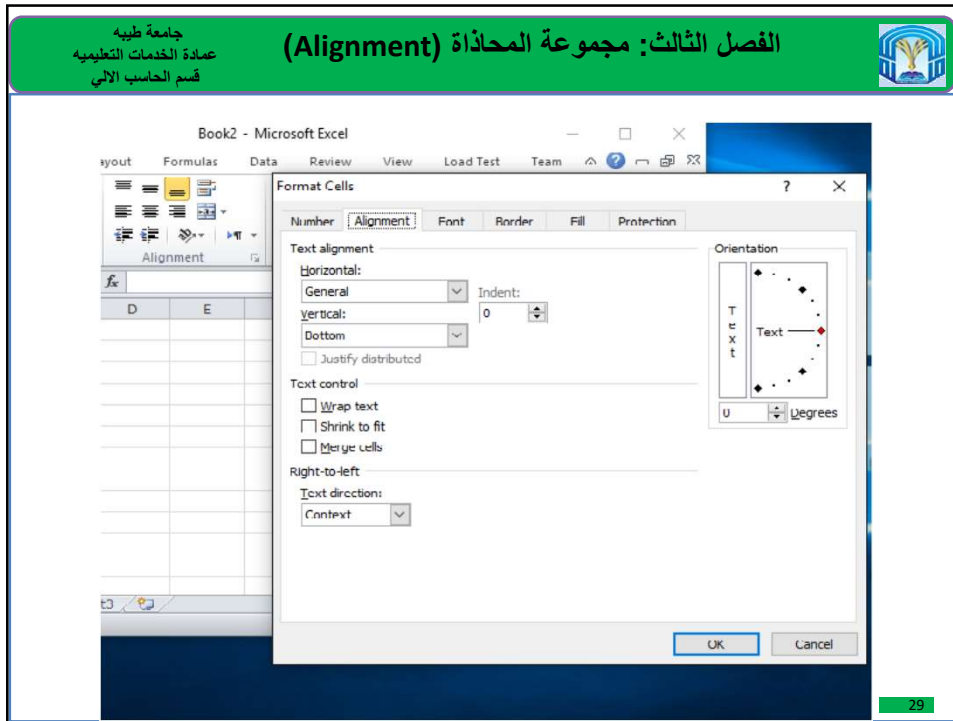 جامعة طيبه
عمادة الخدمات التعليميه
قسم الحاسب الالي
الفصل الثالث: مجموعة المحاذاة (Alignment)
Book2 - Microsoft Excel
ayout Formulas Data Review View Load Test Team
Alignment
fx
D E
t3
Format Cells
Number Alignment Font Border Fill Protection
Text alignment
Horizontal:
General
Indent:
Vertical:
0
Bottom
Justify distributed
Text control
Wrap text
Shrink to fit
Merge cells
Right-to-left
Text direction:
Context
Orientation
Text
Text
0 Degrees
OK Cancel
29